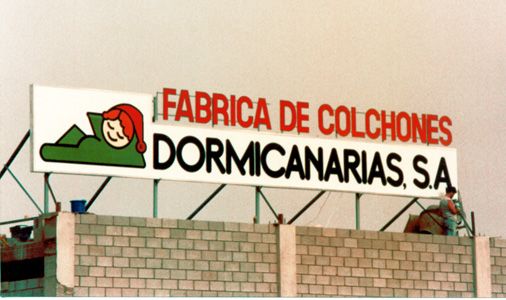 FABRICA DE COLCHONES
DORMICANARIAS, S.A